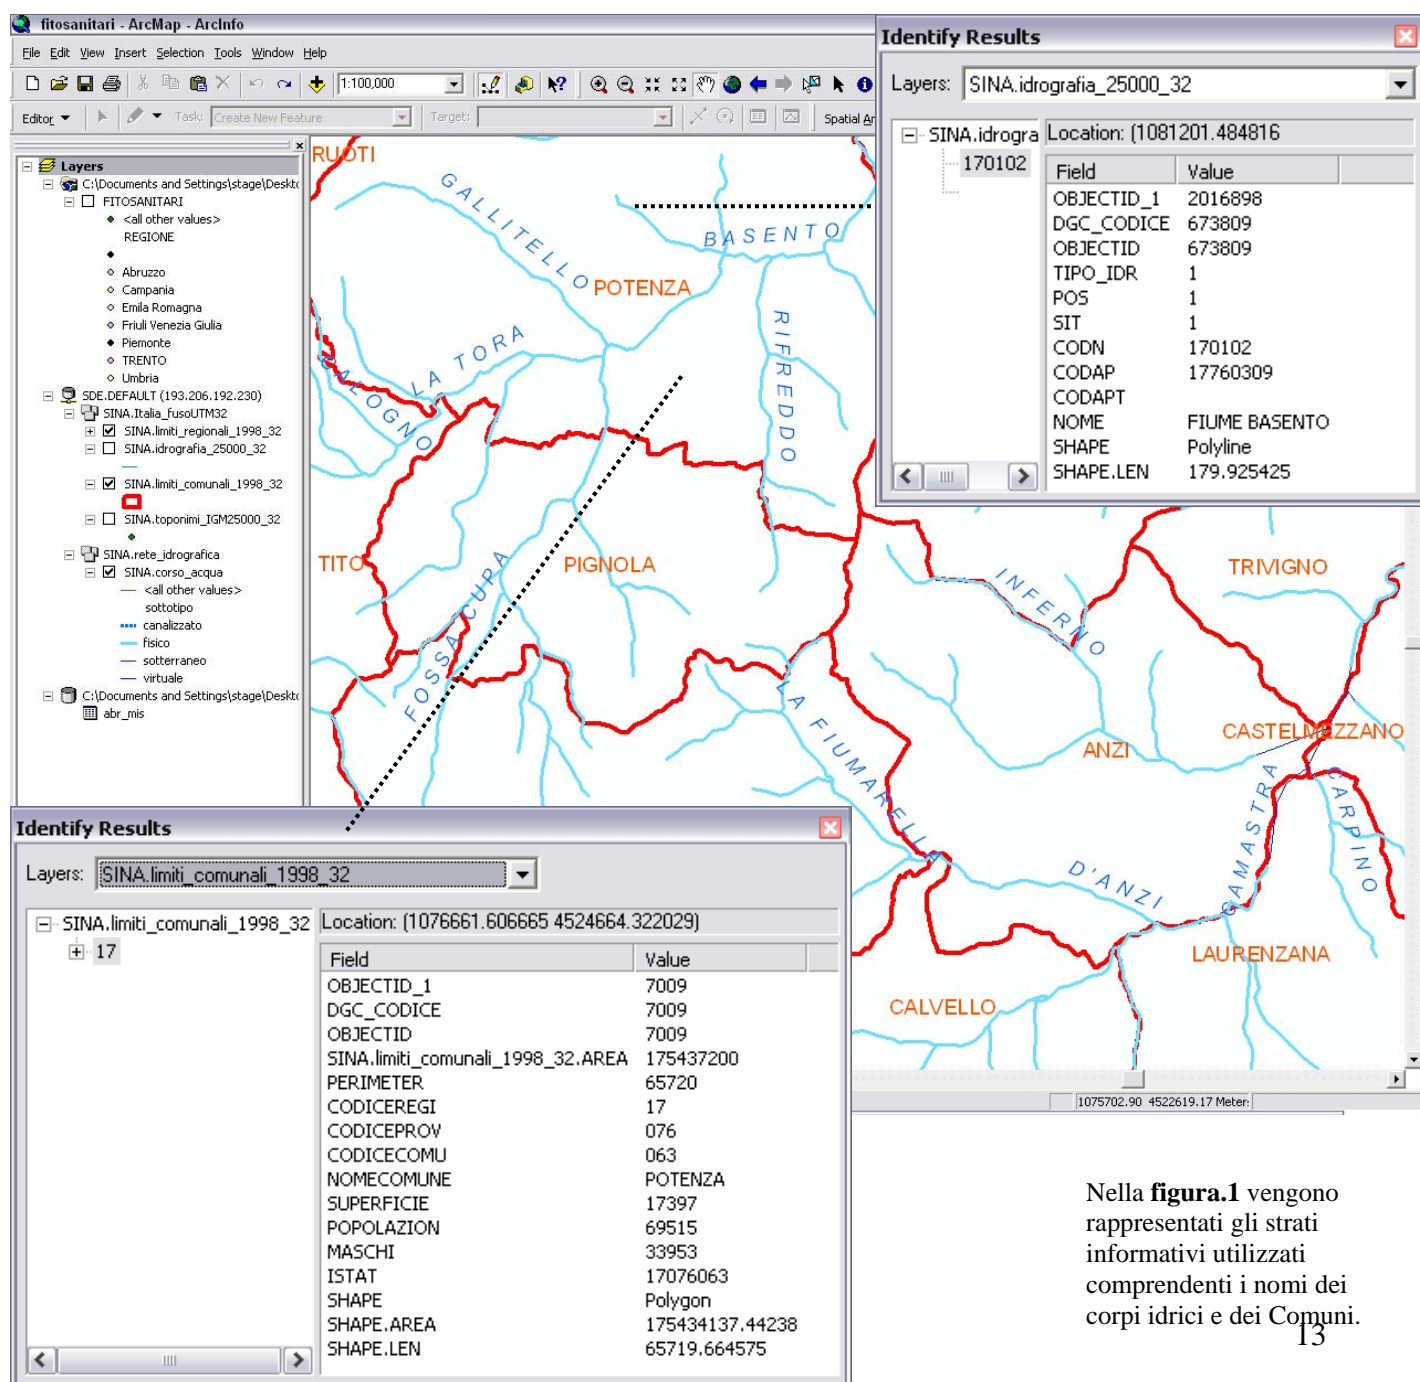 fitosanitari - ArcMap - ArcInfo
File Edit View Insert Selection Tools Window Help
1:100,000
Editor Task: Create New Feature Target: Spatial
Layers
C:\Documents and Settings\stage\Deskt
FITOSANITARI
<all other values>
REGIONE
Abruzzo
Campania
Emila Romagna
Friuli Venezia Giulia
Piemonte
TRENTO
Umbria
SDE.DEFAULT (193.206.192.230)
SINA.Italia_fusoUTM32
SINA.limiti_regionali_1998_32
SINA.idrografia_25000_32
SINA.limiti_comunali_1998_32
SINA.toponimi_IGM25000_32
SINA.rete_idrografica
SINA.corso_acqua
<all other values>
sottotipo
canalizzato
fisico
sotterraneo
virtuale
C:\Documents and Settings\stage\Deskt
abr_mis
RUOTI
GALLITELLO
BASENTO
POTENZA
RIFREDDO
LA TORA
CALOGNO
TITO
PIGNOLA
FOSSA CUPA
INFERNO
TRIVIGNO
LA FIUMARELLA
ANZI
CASTELMEZZANO
CAMASTRA
CARPINO
D'ANZI
LAURENZANA
CALVELLO
1075702.90 4522619.17 Meter
Identify Results
Layers: SINA.idrografia_25000_32
SINA.idrogra
170102
Location: (1081201.484816
Field Value
OBJECTID_1 2016898
DGC_CODICE 673809
OBJECTID 673809
TIPO_IDR 1
POS 1
SIT 1
CODN 170102
CODAP 17760309
CODAPT
NOME FIUME BASENTO
SHAPE Polyline
SHAPE.LEN 179.925425
Identify Results
Layers: SINA.limiti_comunali_1998_32
SINA.limiti_comunali_1998_32
17
Location: (1076661.606665 4524664.322029)
Field Value
OBJECTID_1 7009
DGC_CODICE 7009
OBJECTID 7009
SINA.limiti_comunali_1998_32.AREA 175437200
PERIMETER 65720
CODICEREGI 17
CODICEPROV 076
CODICECOMU 063
NOMECOMUNE POTENZA
SUPERFICIE 17397
POPOLAZION 69515
MASCHI 33953
ISTAT 17076063
SHAPE Polygon
SHAPE.AREA 175434137.44238
SHAPE.LEN 65719.664575
Nella figura.1 vengono
rappresentati gli strati
informativi utilizzati
comprendenti i nomi dei
corpi idrici e dei Comuni.
13